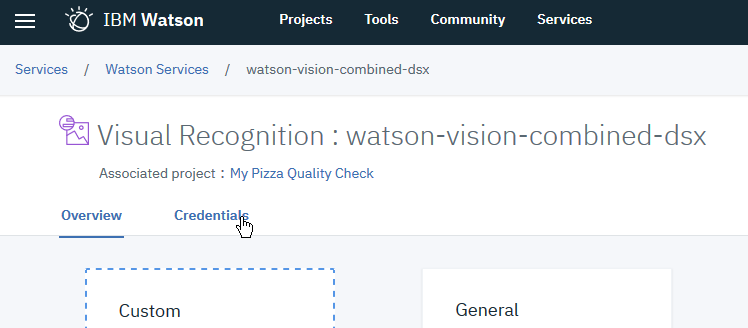 IBM Watson Projects Tools Community Services
Services / Watson Services / watson-vision-combined-dsx
Visual Recognition : watson-vision-combined-dsx
Associated project : My Pizza Quality Check
Overview Credentials
Custom General